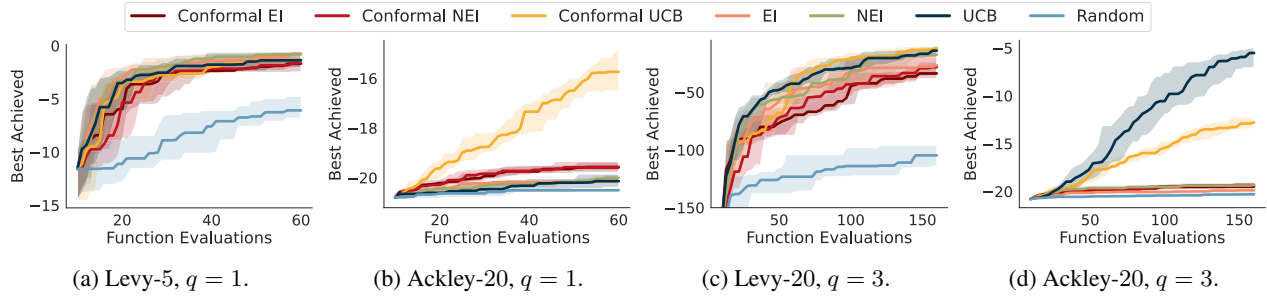 Conformal EI Conformal NEI Conformal UCB EI NEI UCB Random
Best Achieved
0
−5
−10
−15
20 40 60
Function Evaluations
(a) Levy-5, q = 1.
Best Achieved
−16
−18
−20
20 40 60
Function Evaluations
(b) Ackley-20, q = 1.
Best Achieved
−50
−100
−150
50 100 150
Function Evaluations
(c) Levy-20, q = 3.
Best Achieved
−5
−10
−15
−20
50 100 150
Function Evaluations
(d) Ackley-20, q = 3.